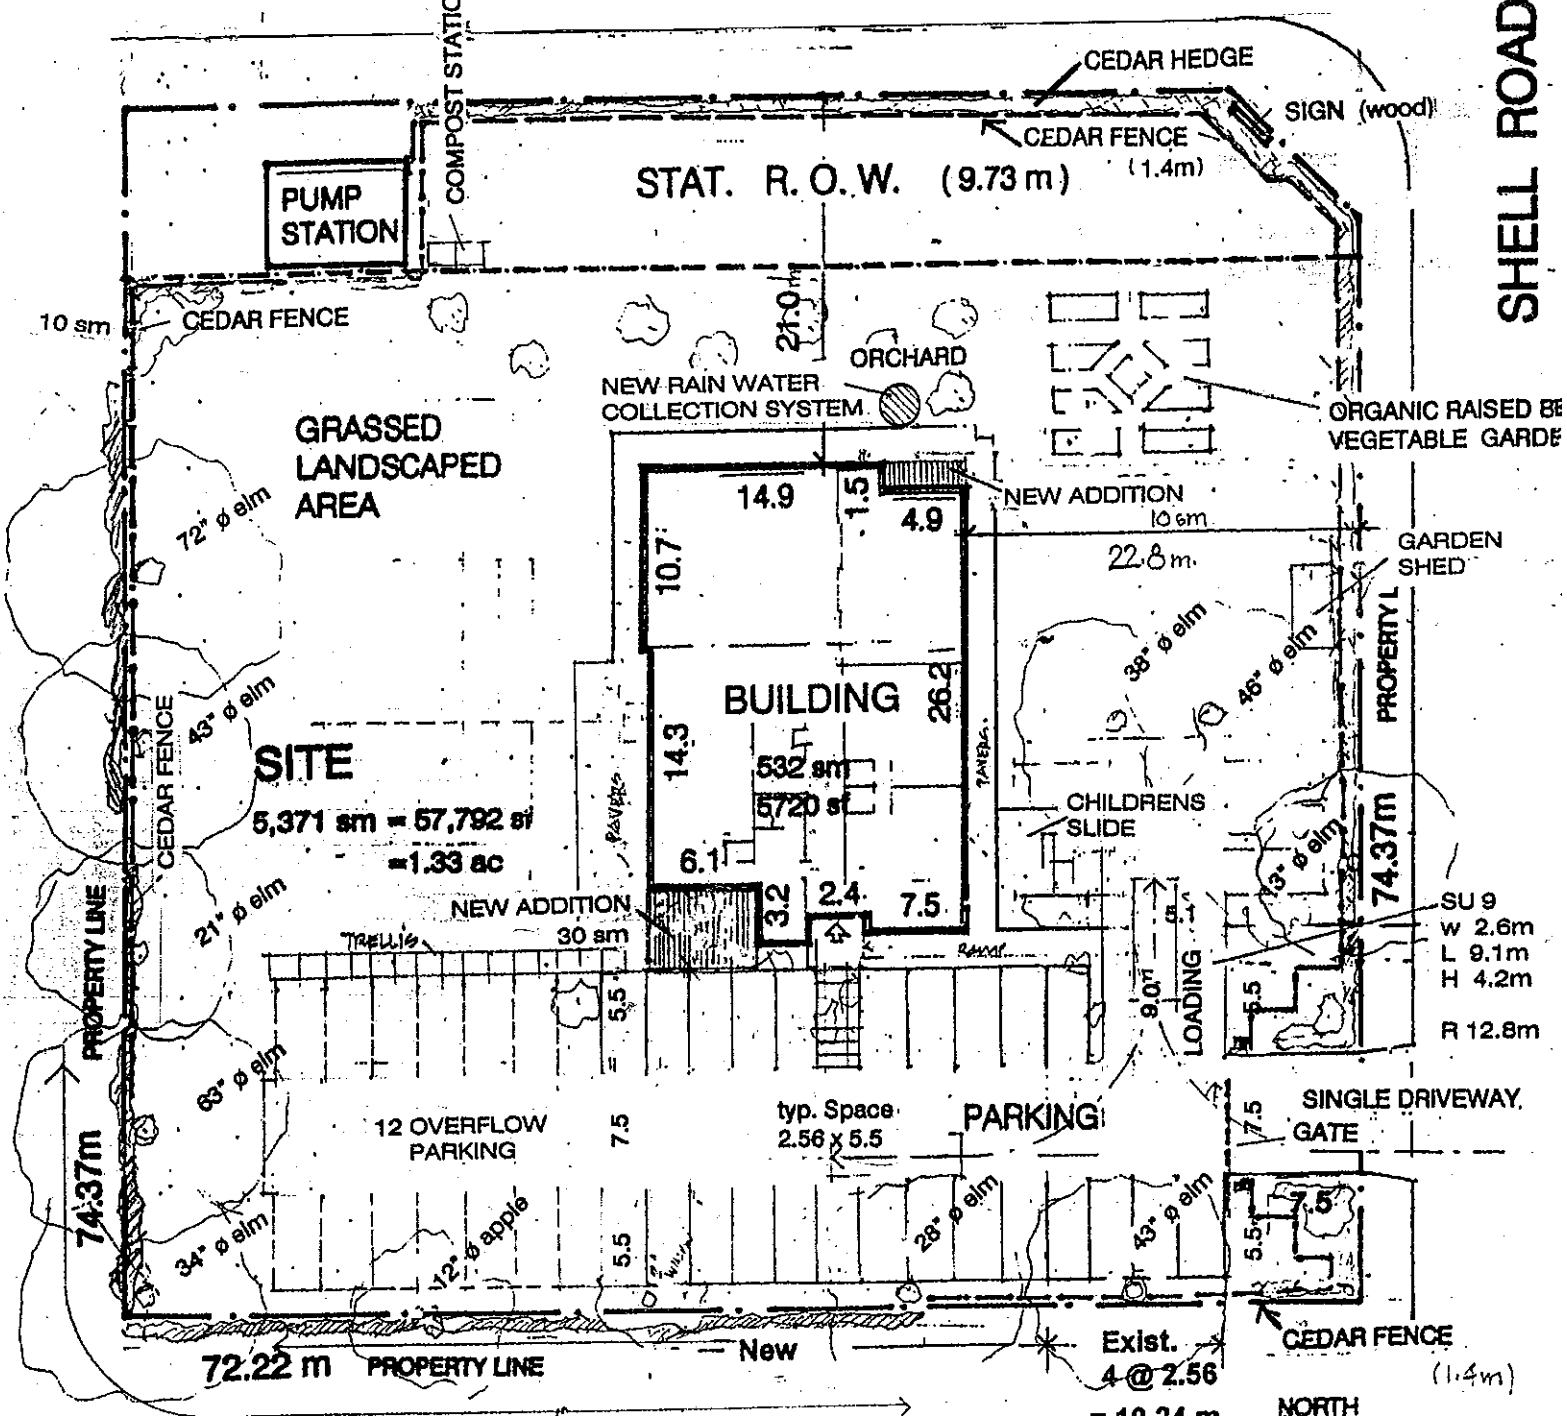 COMPOST STATIO
CEDAR HEDGE
SIGN (wood)
SHELL ROAD
CEDAR FENCE
(1.4m)
STAT. R.O.W. (9.73 m)
PUMP
STATION
10 sm
CEDAR FENCE
21.0m
ORCHARD
NEW RAIN WATER
COLLECTION SYSTEM
ORGANIC RAISED BE
VEGETABLE GARDE
GRASSED
LANDSCAPED
AREA
14.9
1.5
4.9
NEW ADDITION
10 sm
22.8m.
GARDEN
SHED
72" ø elm
10.7
38" ø elm
46" ø elm
PROPERTY L
43" ø elm
CEDAR FENCE
BUILDING
26.2
SITE
14.3
532 sm
5720 sf
PAVERS
PAVERS.
5,371 sm = 57,792 sf
=1.33 ac
CHILDRENS
SLIDE
74.37m
13" ø elm
6.1
3.2
2.4
7.5
PROPERTY LINE
21" ø elm
NEW ADDITION
30 sm
TRELLIS
RAMP
SU 9
w 2.6m
L 9.1m
H 4.2m
R 12.8m
5.5
9.0
LOADING
5.5
63" ø elm
12 OVERFLOW
PARKING
7.5
typ. Space
2.56 x 5.5
PARKING
7.5
SINGLE DRIVEWAY
GATE
74.37m
34" ø elm
12" ø apple
5.5
28" ø elm
43" ø elm
5.5
7.5
72.22 m PROPERTY LINE
New
Exist.
4 @ 2.56
CEDAR FENCE
(1.4m)
NORTH